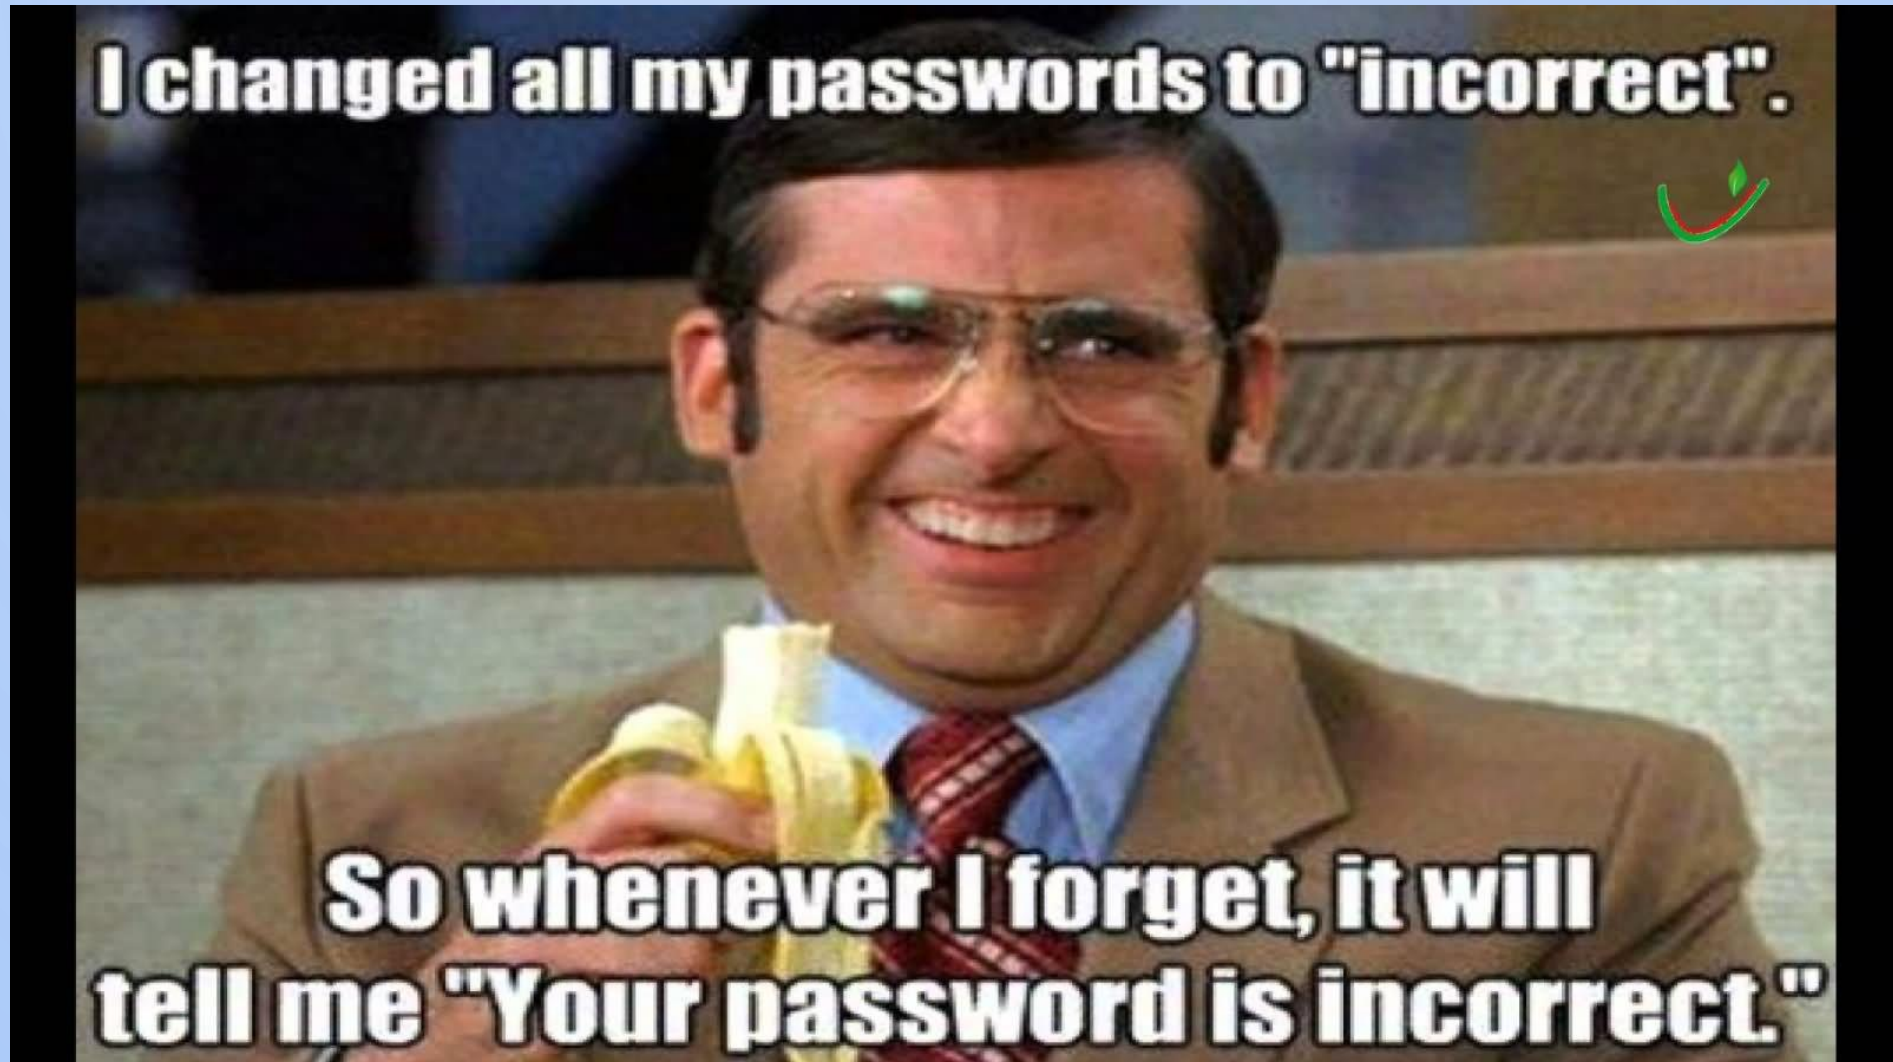 I changed all my passwords to "incorrect".
So whenever I forget, it will
tell me "Your password is incorrect."